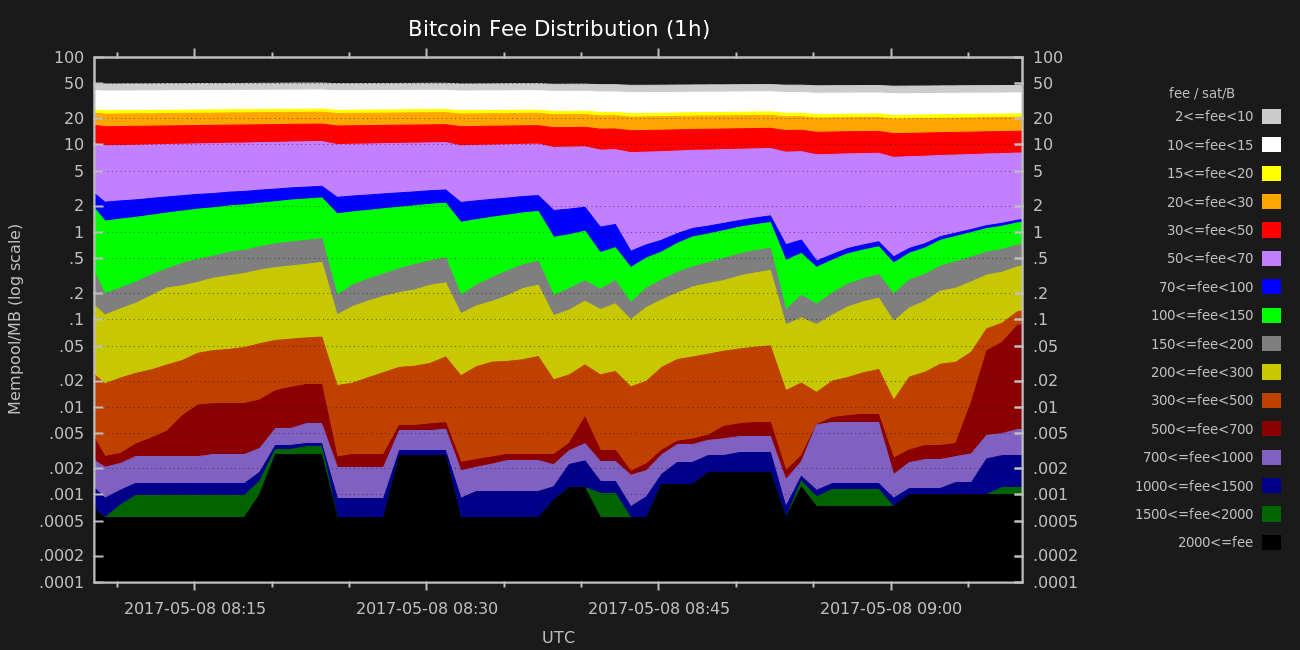 Bitcoin Fee Distribution (1h)
Mempool/MB (log scale)
100
50
20
10
5
2
1
.5
.2
.1
.05
.02
.01
.005
.002
.001
.0005
.0002
.0001
100
50
20
10
5
2
1
.5
.2
.1
.05
.02
.01
.005
.002
.001
.0005
.0002
.0001
fee / sat/B
2<=fee<10
10<=fee<15
15<=fee<20
20<=fee<30
30<=fee<50
50<=fee<70
70<=fee<100
100<=fee<150
150<=fee<200
200<=fee<300
300<=fee<500
500<=fee<700
700<=fee<1000
1000<=fee<1500
1500<=fee<2000
2000<=fee
2017-05-08 08:15
2017-05-08 08:30
2017-05-08 08:45
2017-05-08 09:00
UTC